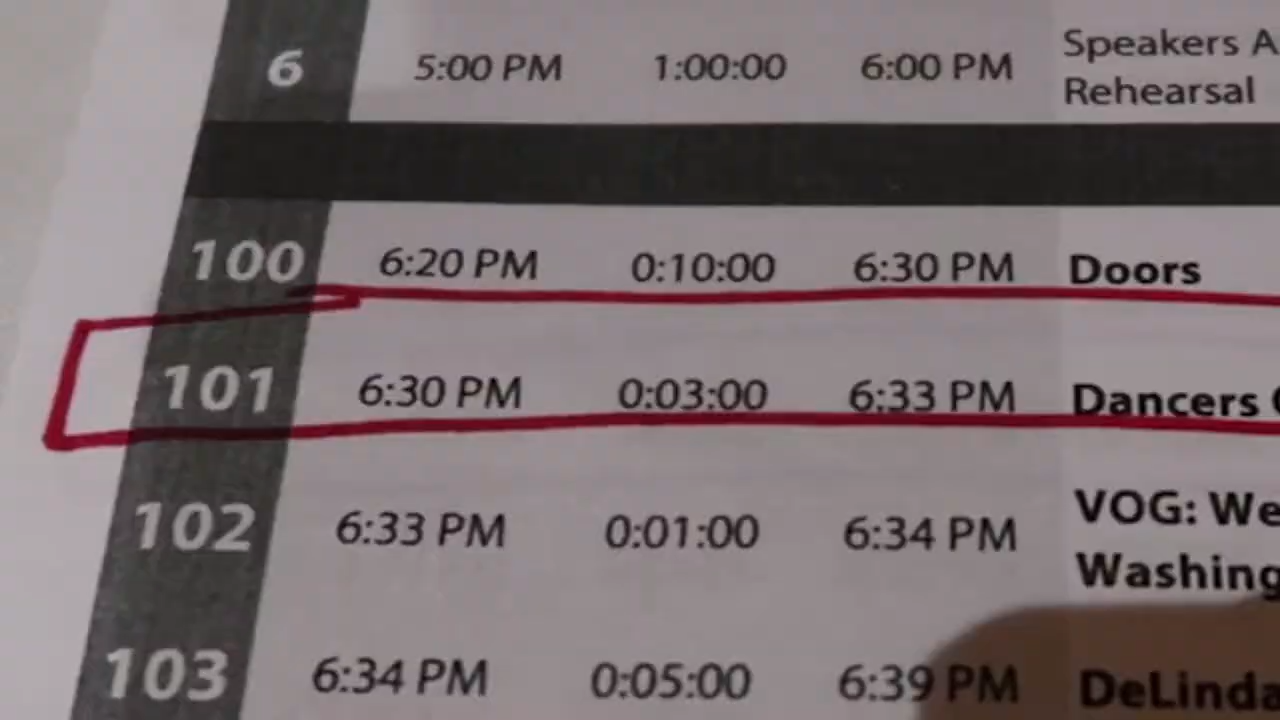 6 5:00 PM 1:00:00 6:00 PM Speakers A
Rehearsal
100 6:20 PM 0:10:00 6:30 PM Doors
101 6:30 PM 0:03:00 6:33 PM Dancers
102 6:33 PM 0:01:00 6:34 PM VOG: We
Washing
103 6:34 PM 0:05:00 6:39 PM DeLinda